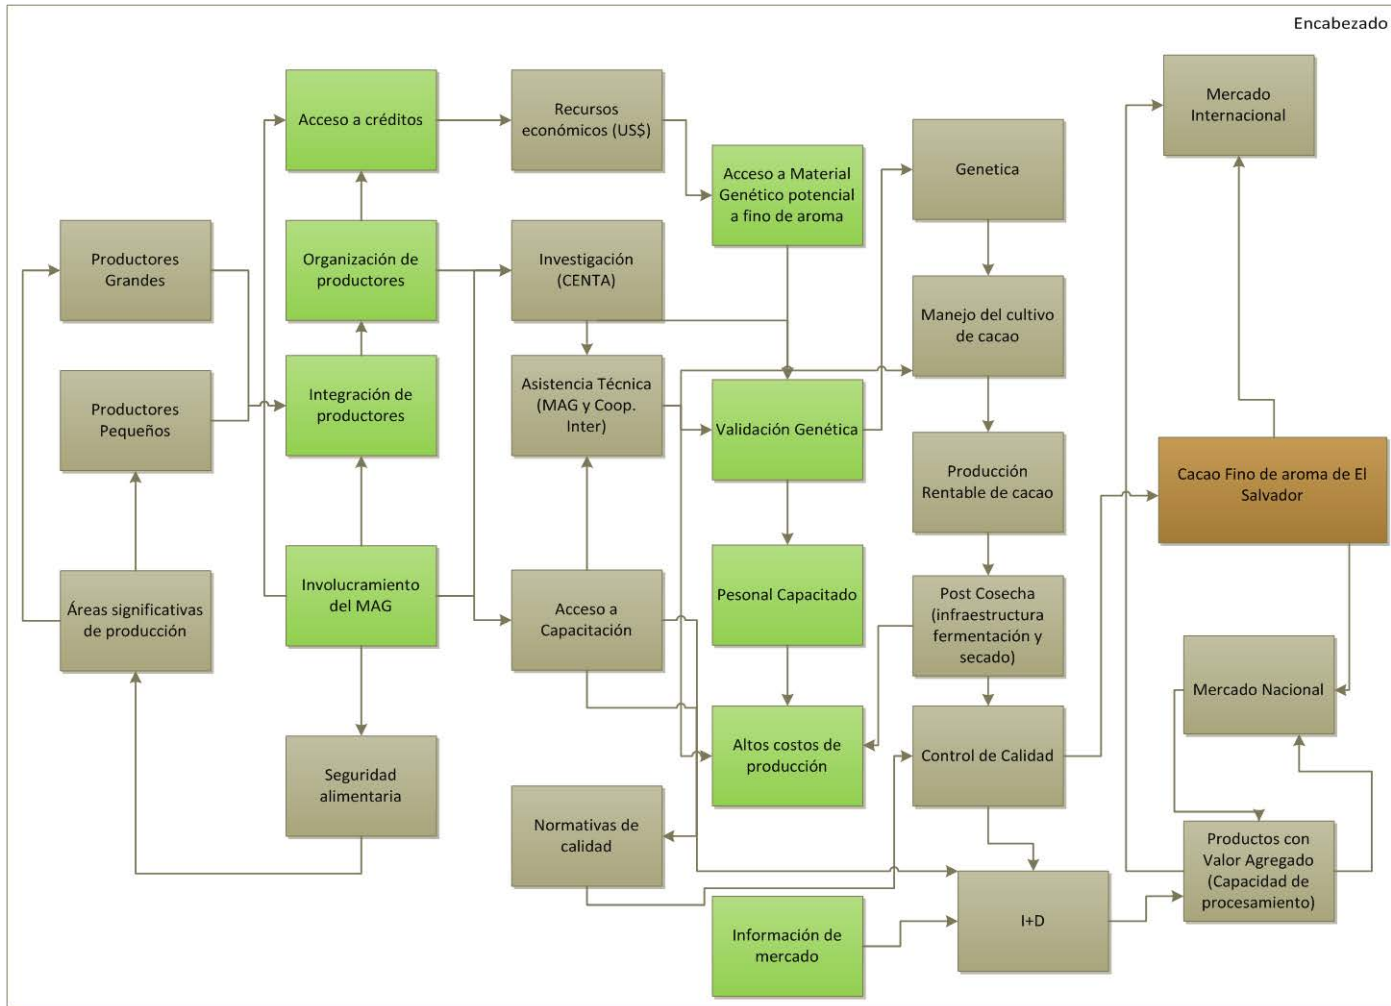 Encabezado
Acceso a créditos
Recursos
económicos (US$)
Mercado
Internacional
Genetica
Acceso a Material
Genético potencial
a fino de aroma
Productores
Grandes
Organización de
productores
Investigación
(CENTA)
Manejo del cultivo
de cacao
Productores
Pequeños
Integración de
productores
Asistencia Técnica
(MAG y Coop.
Inter)
Validación Genética
Producción
Rentable de cacao
Cacao Fino de aroma de El
Salvador
Áreas significativas
de producción
Involucramiento
del MAG
Acceso a
Capacitación
Pesonal Capacitado
Post Cosecha
(infraestructura
fermentación y
secado)
Mercado Nacional
Seguridad
alimentaria
Altos costos de
producción
Control de Calidad
Normativas de
calidad
Productos con
Valor Agregado
(Capacidad de
procesamiento)
Información de
mercado
I+D